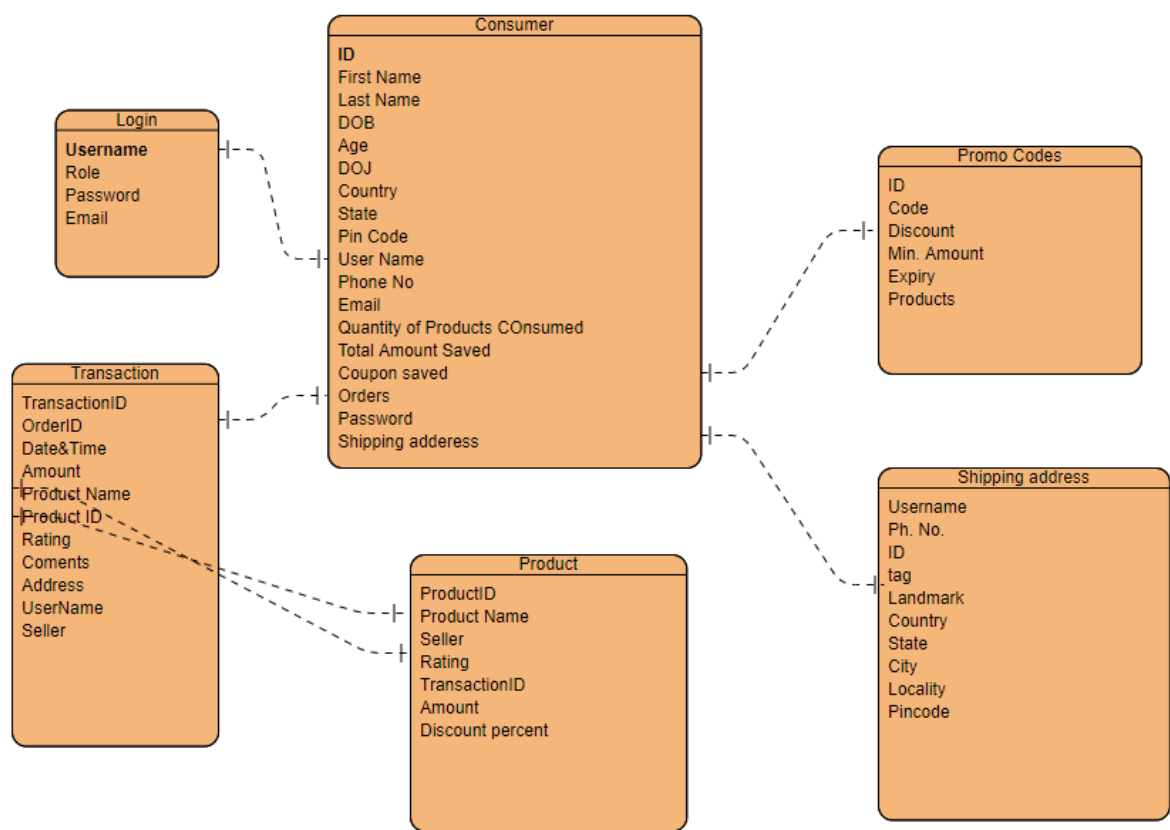 Consumer
ID
First Name
Last Name
DOB
Age
DOJ
Country
State
Pin Code
User Name
Phone No
Email
Quantity of Products COnsumed
Total Amount Saved
Coupon saved
Orders
Password
Shipping adderess
Login
Username
Role
Password
Email
Promo Codes
ID
Code
Discount
Min. Amount
Expiry
Products
Transaction
TransactionID
OrderID
Date&Time
Amount
Product Name
Product ID
Rating
Coments
Address
UserName
Seller
Product
ProductID
Product Name
Seller
Rating
TransactionID
Amount
Discount percent
Shipping address
Username
Ph. No.
ID
tag
Landmark
Country
State
City
Locality
Pincode